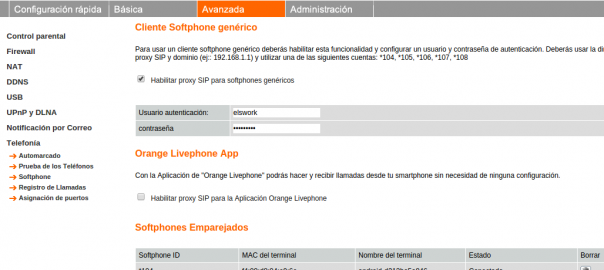 Configuración rápida
Básica
Avanzada
Administración
Control parental
Firewall
NAT
DDNS
USB
UPnP y DLNA
Notificación por Correo
Telefonía
Automarcado
Prueba de los Teléfonos
Softphone
Registro de Llamadas
Asignación de puertos
Cliente Softphone genérico
Para usar un cliente softphone genérico deberás habilitar esta funcionalidad y configurar un usuario y contraseña de autenticación. Deberás usar la di
proxy SIP y dominio (ej:: 192.168.1.1) y utilizar una de las siguientes cuentas: *104, *105, *106, *107, *108
Habilitar proxy SIP para softphones genéricos
Usuario autenticación: elswork
contraseña •••••••••
Orange Livephone App
Con la Aplicación de "Orange Livephone" podrás hacer y recibir llamadas desde tu smartphone sin necesidad de ninguna configuración.
Habilitar proxy SIP para la Aplicación Orange Livephone
Softphones Emparejados
Softphone ID MAC del terminal Nombre del terminal Estado Borrar